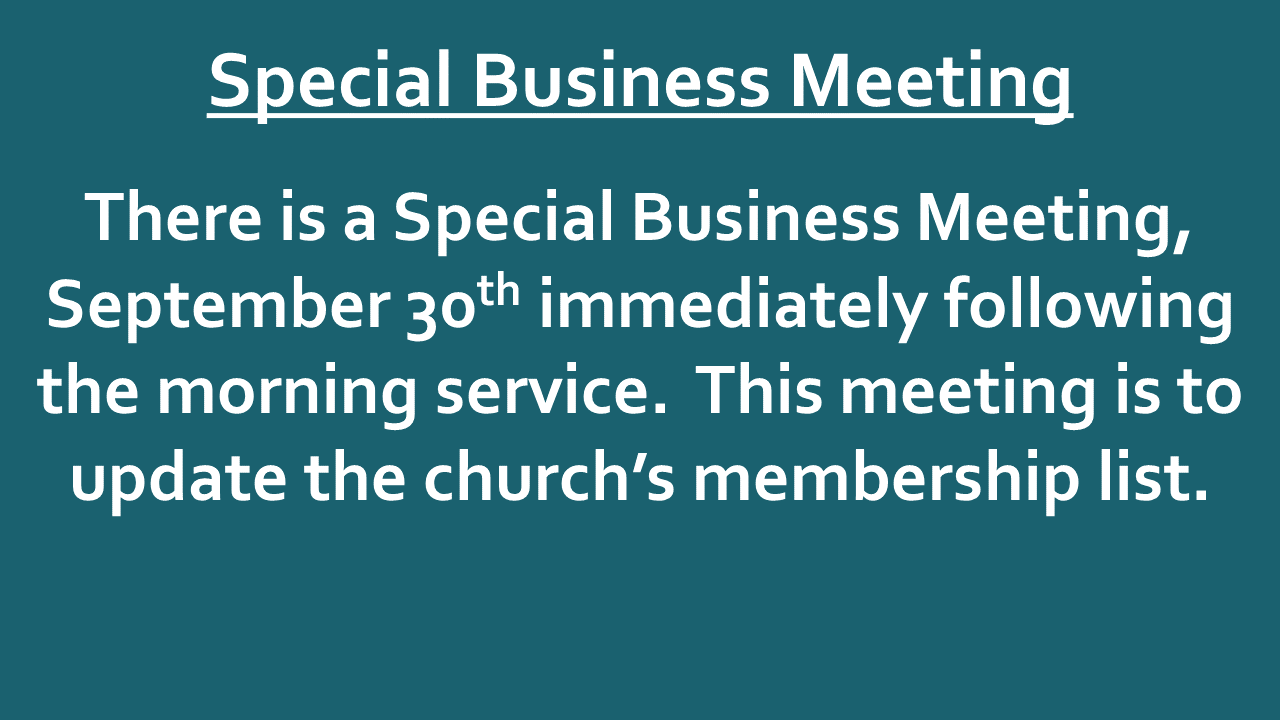 Special Business Meeting
There is a Special Business Meeting,
September 30th immediately following
the morning service.  This meeting is to
update the church’s membership list.